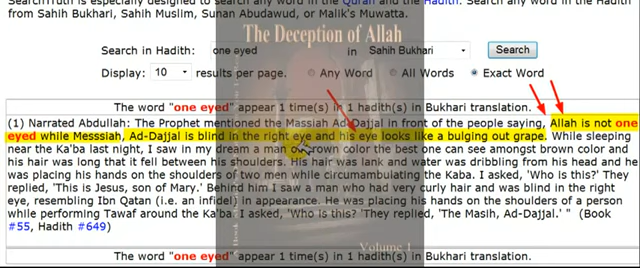 SearchTruth is especially designed to search any word in the Quran and the Hadith. Search any word in the Hadith
from Sahih Bukhari, Sahih Muslim, Sunan Abudawud, or Malik's Muwatta.
The Deception of Allah
Search in Hadith: one eyed in Sahih Bukhari Search
Display: 10 results per page. Any Word All Words Exact Word
The word "one eyed" appear 1 time(s) in 1 hadith(s) in Bukhari translation.
(1) Narrated Abdullah: The Prophet mentioned the Massiah Ad-Dajjal in front of the people saying, Allah is not one
eyed while Messsiah, Ad-Dajjal is blind in the right eye and his eye looks like a bulging out grape. While sleeping
near the Ka'ba last night, I saw in my dream a man of brown color the best one can see amongst brown color and
his hair was long that it fell between his shoulders. His hair was lank and water was dribbling from his head and he
was placing his hands on the shoulders of two men while circumambulating the Kaba. I asked, 'Who is this?' They
replied, 'This is Jesus, son of Mary.' Behind him I saw a man who had very curly hair and was blind in the right
eye, resembling Ibn Qatan (i.e. an infidel) in appearance. He was placing his hands on the shoulders of a person
while performing Tawaf around the Ka'ba. I asked, 'Who is this? 'They replied, 'The Masih, Ad-Dajjal.' " (Book
#55, Hadith #649)
Volume 1
The word "one eyed" appear 1 time(s) in 1 hadith(s) in Bukhari translation.